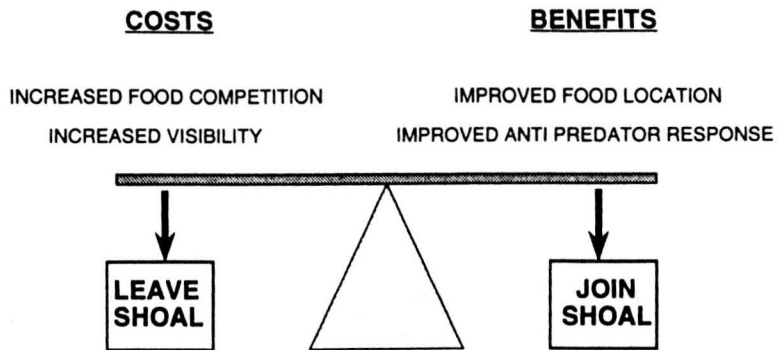 COSTS
BENEFITS
INCREASED FOOD COMPETITION
IMPROVED FOOD LOCATION
INCREASED VISIBILITY
IMPROVED ANTI PREDATOR RESPONSE
LEAVE
SHOAL
JOIN
SHOAL